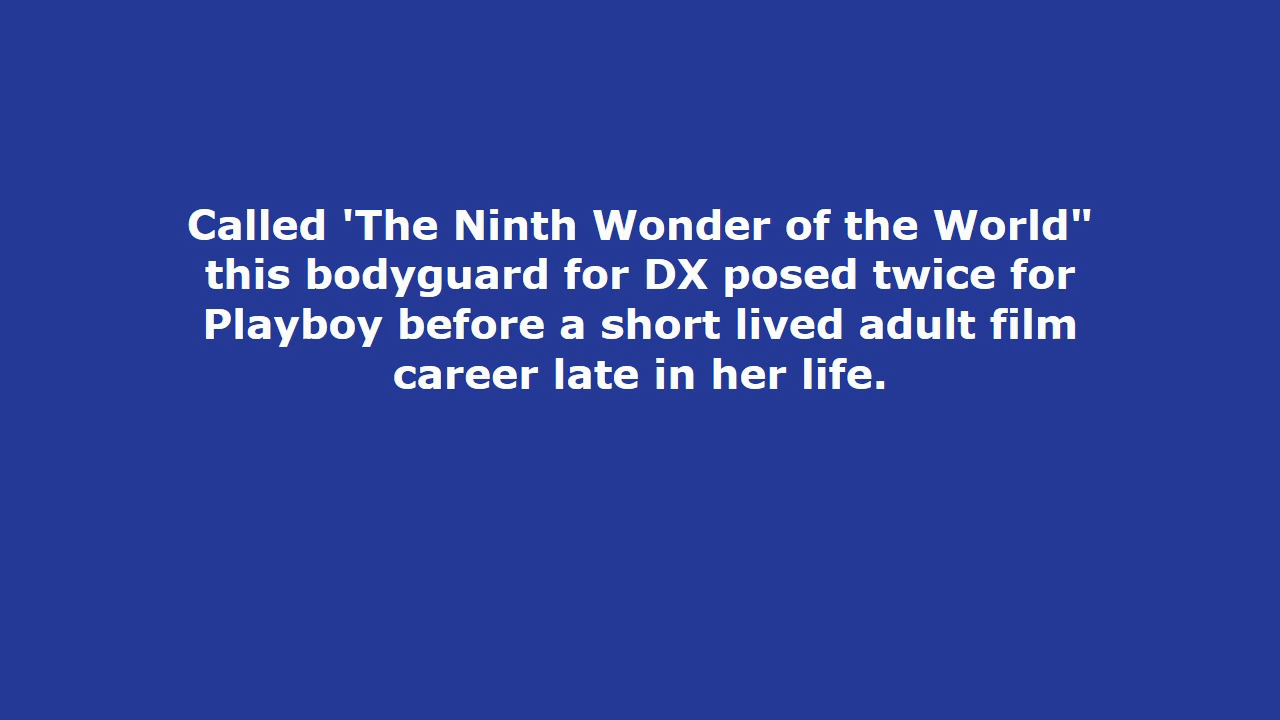 Called 'The Ninth Wonder of the World"
this bodyguard for DX posed twice for
Playboy before a short lived adult film
career late in her life.